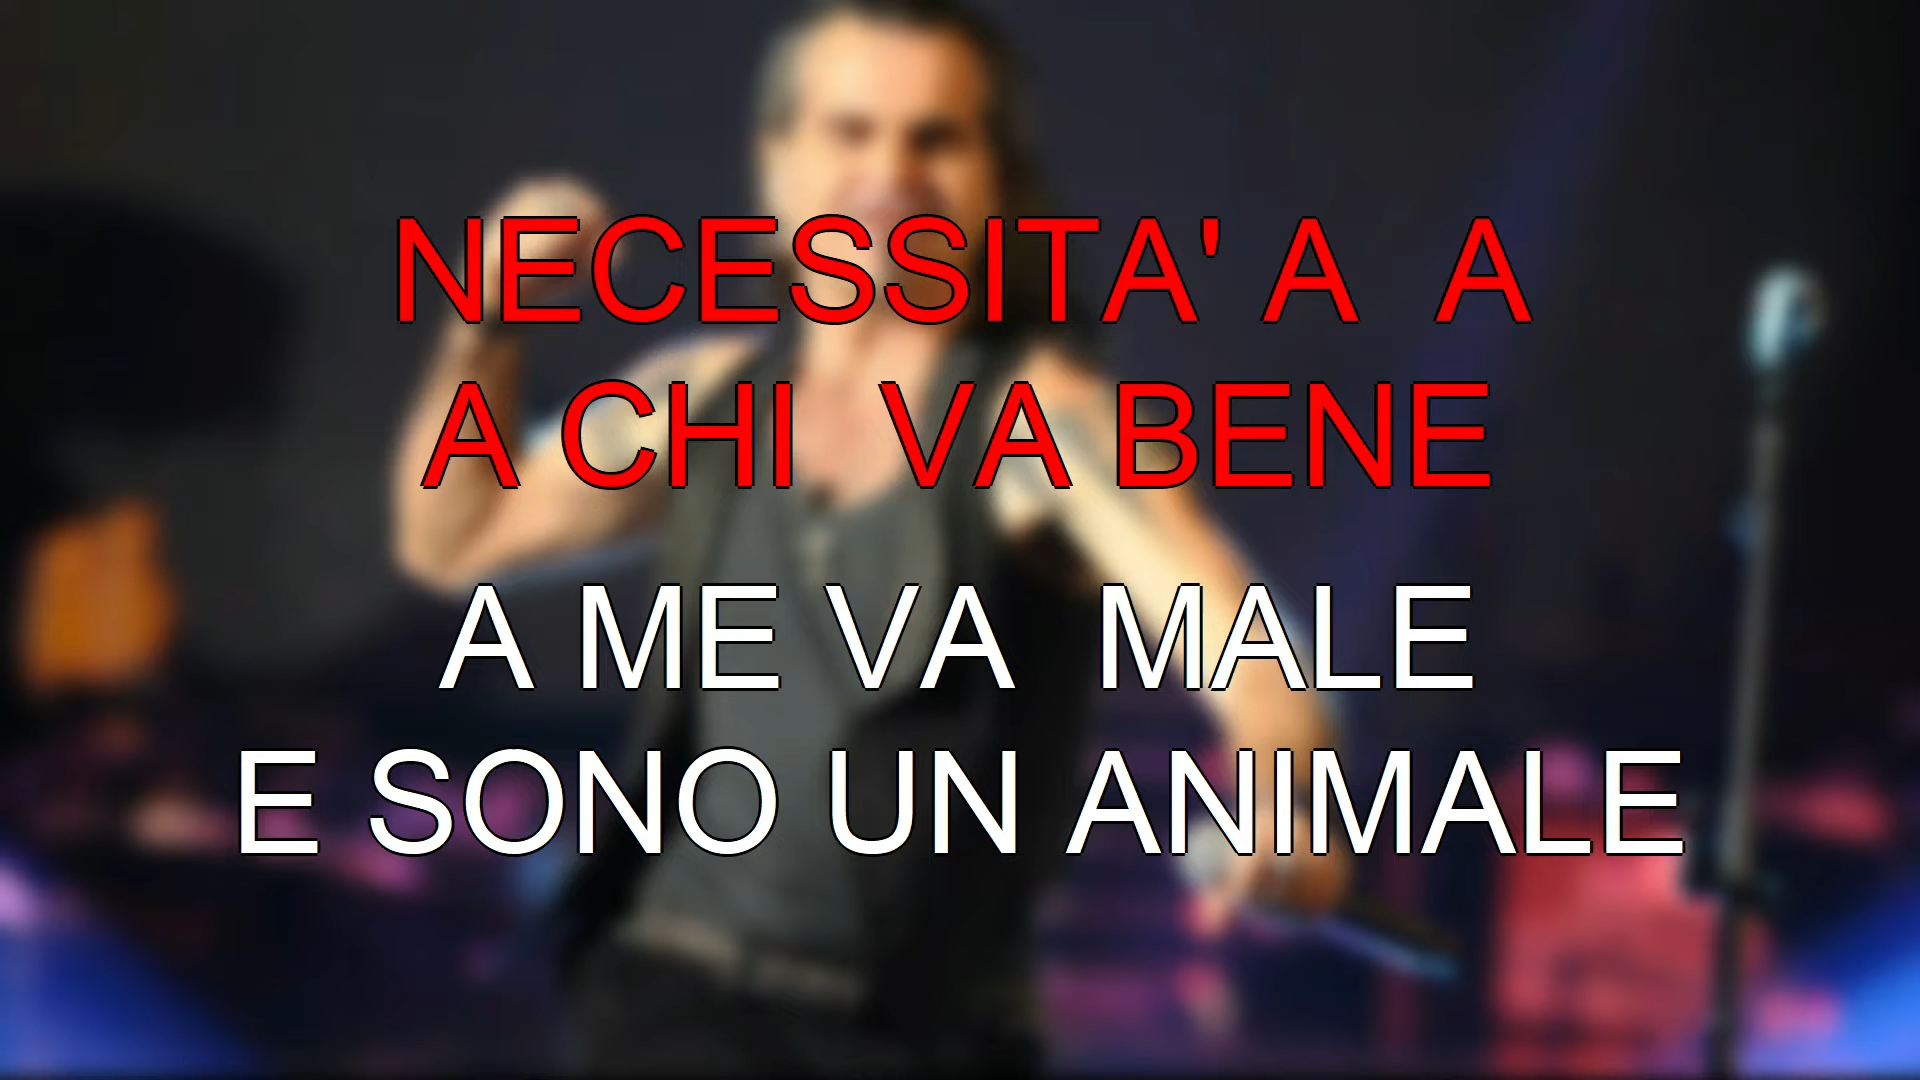 NECESSITA' A  A
A CHI  VA BENE
A ME VA  MALE
E SONO UN ANIMALE